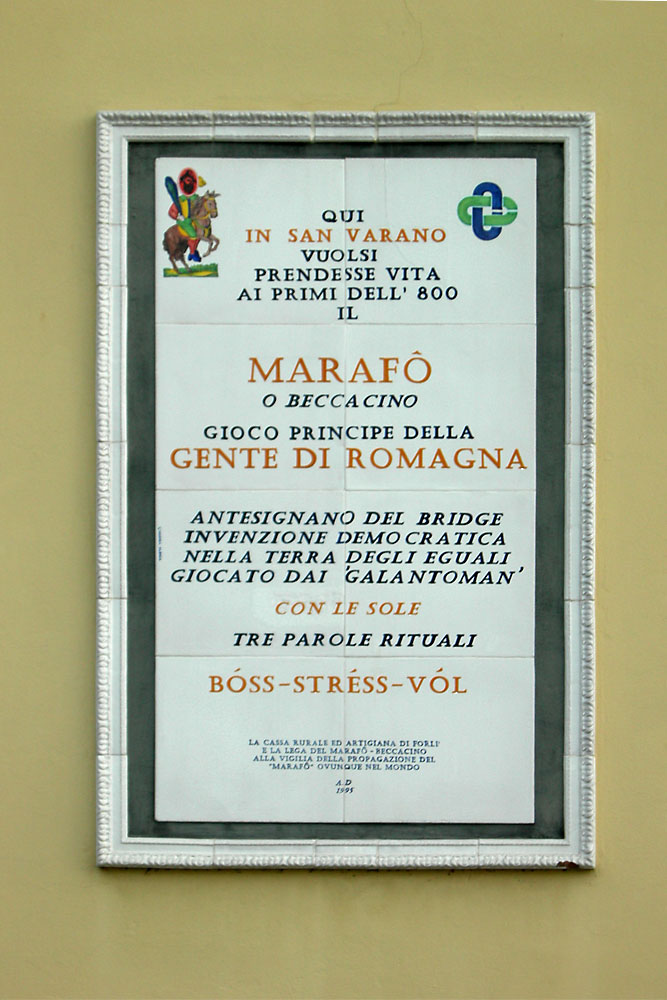 QUI
IN SAN VARANO
VUOLSI
PRENDESSE VITA
AI PRIMI DELL' 800
IL
MARAFÔ
O BECCACINO
GIOCO PRINCIPE DELLA
GENTE DI ROMAGNA
ANTESIGNANO DEL BRIDGE
INVENZIONE DEMOCRATICA
NELLA TERRA DEGLI EGUALI
GIOCATO DAI 'GALANTOMAN'
CON LE SOLE
TRE PAROLE RITUALI
BÓSS-STRÉSS-VÓL
LA CASSA RURALE ED ARTIGIANA DI FORLI'
E LA LEGA DEL MARAFÔ - BECCACINO
ALLA VIGILIA DELLA PROPAGAZIONE DEL
"MARAFÔ" OVUNQUE NEL MONDO
A.D
1995